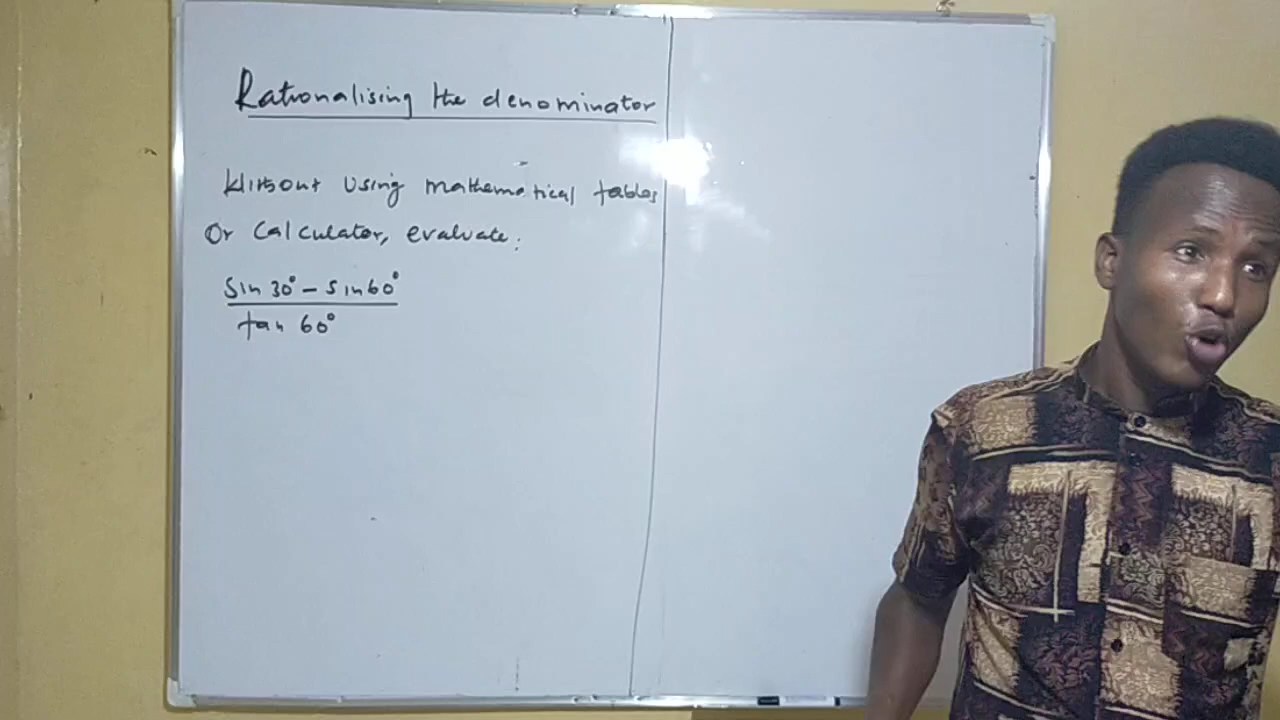 Rationalising the denominator
Without using mathematical tables
Or Calculator, evaluate:
Sin 30° - Sin 60°
tan 60°